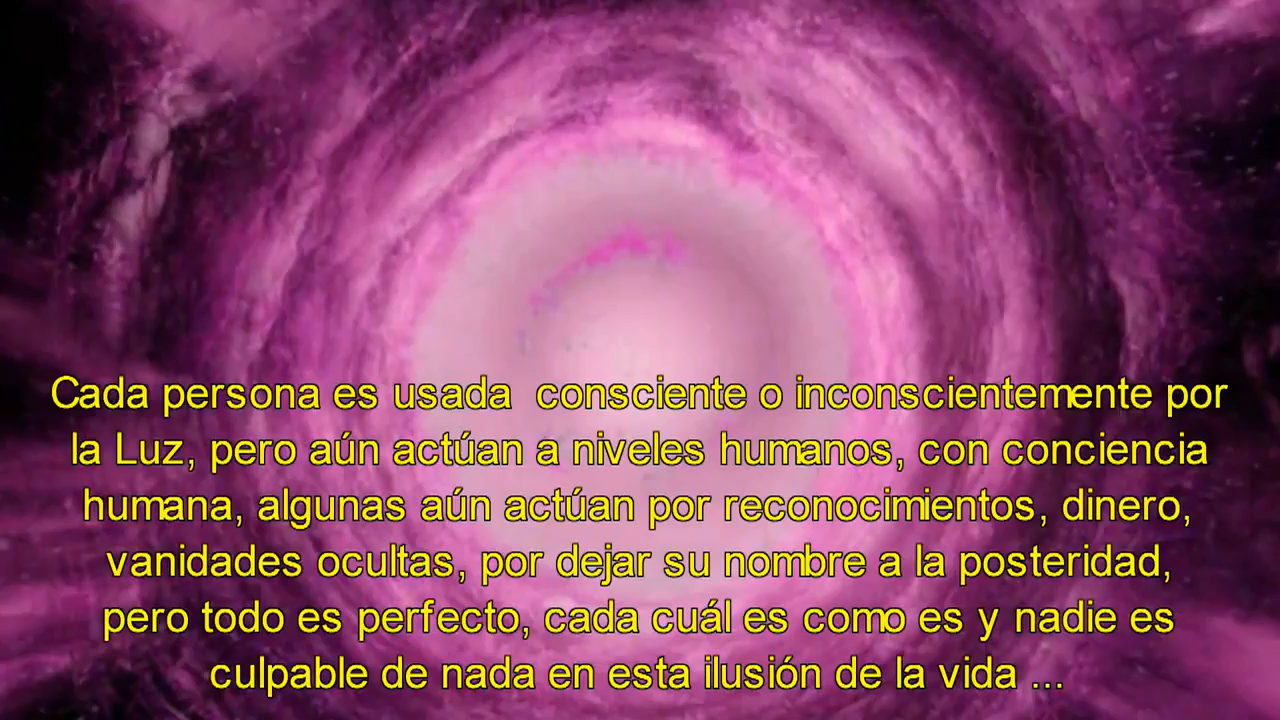 Cada persona es usada  consciente o inconscientemente por
la Luz, pero aún actúan a niveles humanos, con conciencia
humana, algunas aún actúan por reconocimientos, dinero,
vanidades ocultas, por dejar su nombre a la posteridad,
pero todo es perfecto, cada cuál es como es y nadie es
culpable de nada en esta ilusión de la vida ...